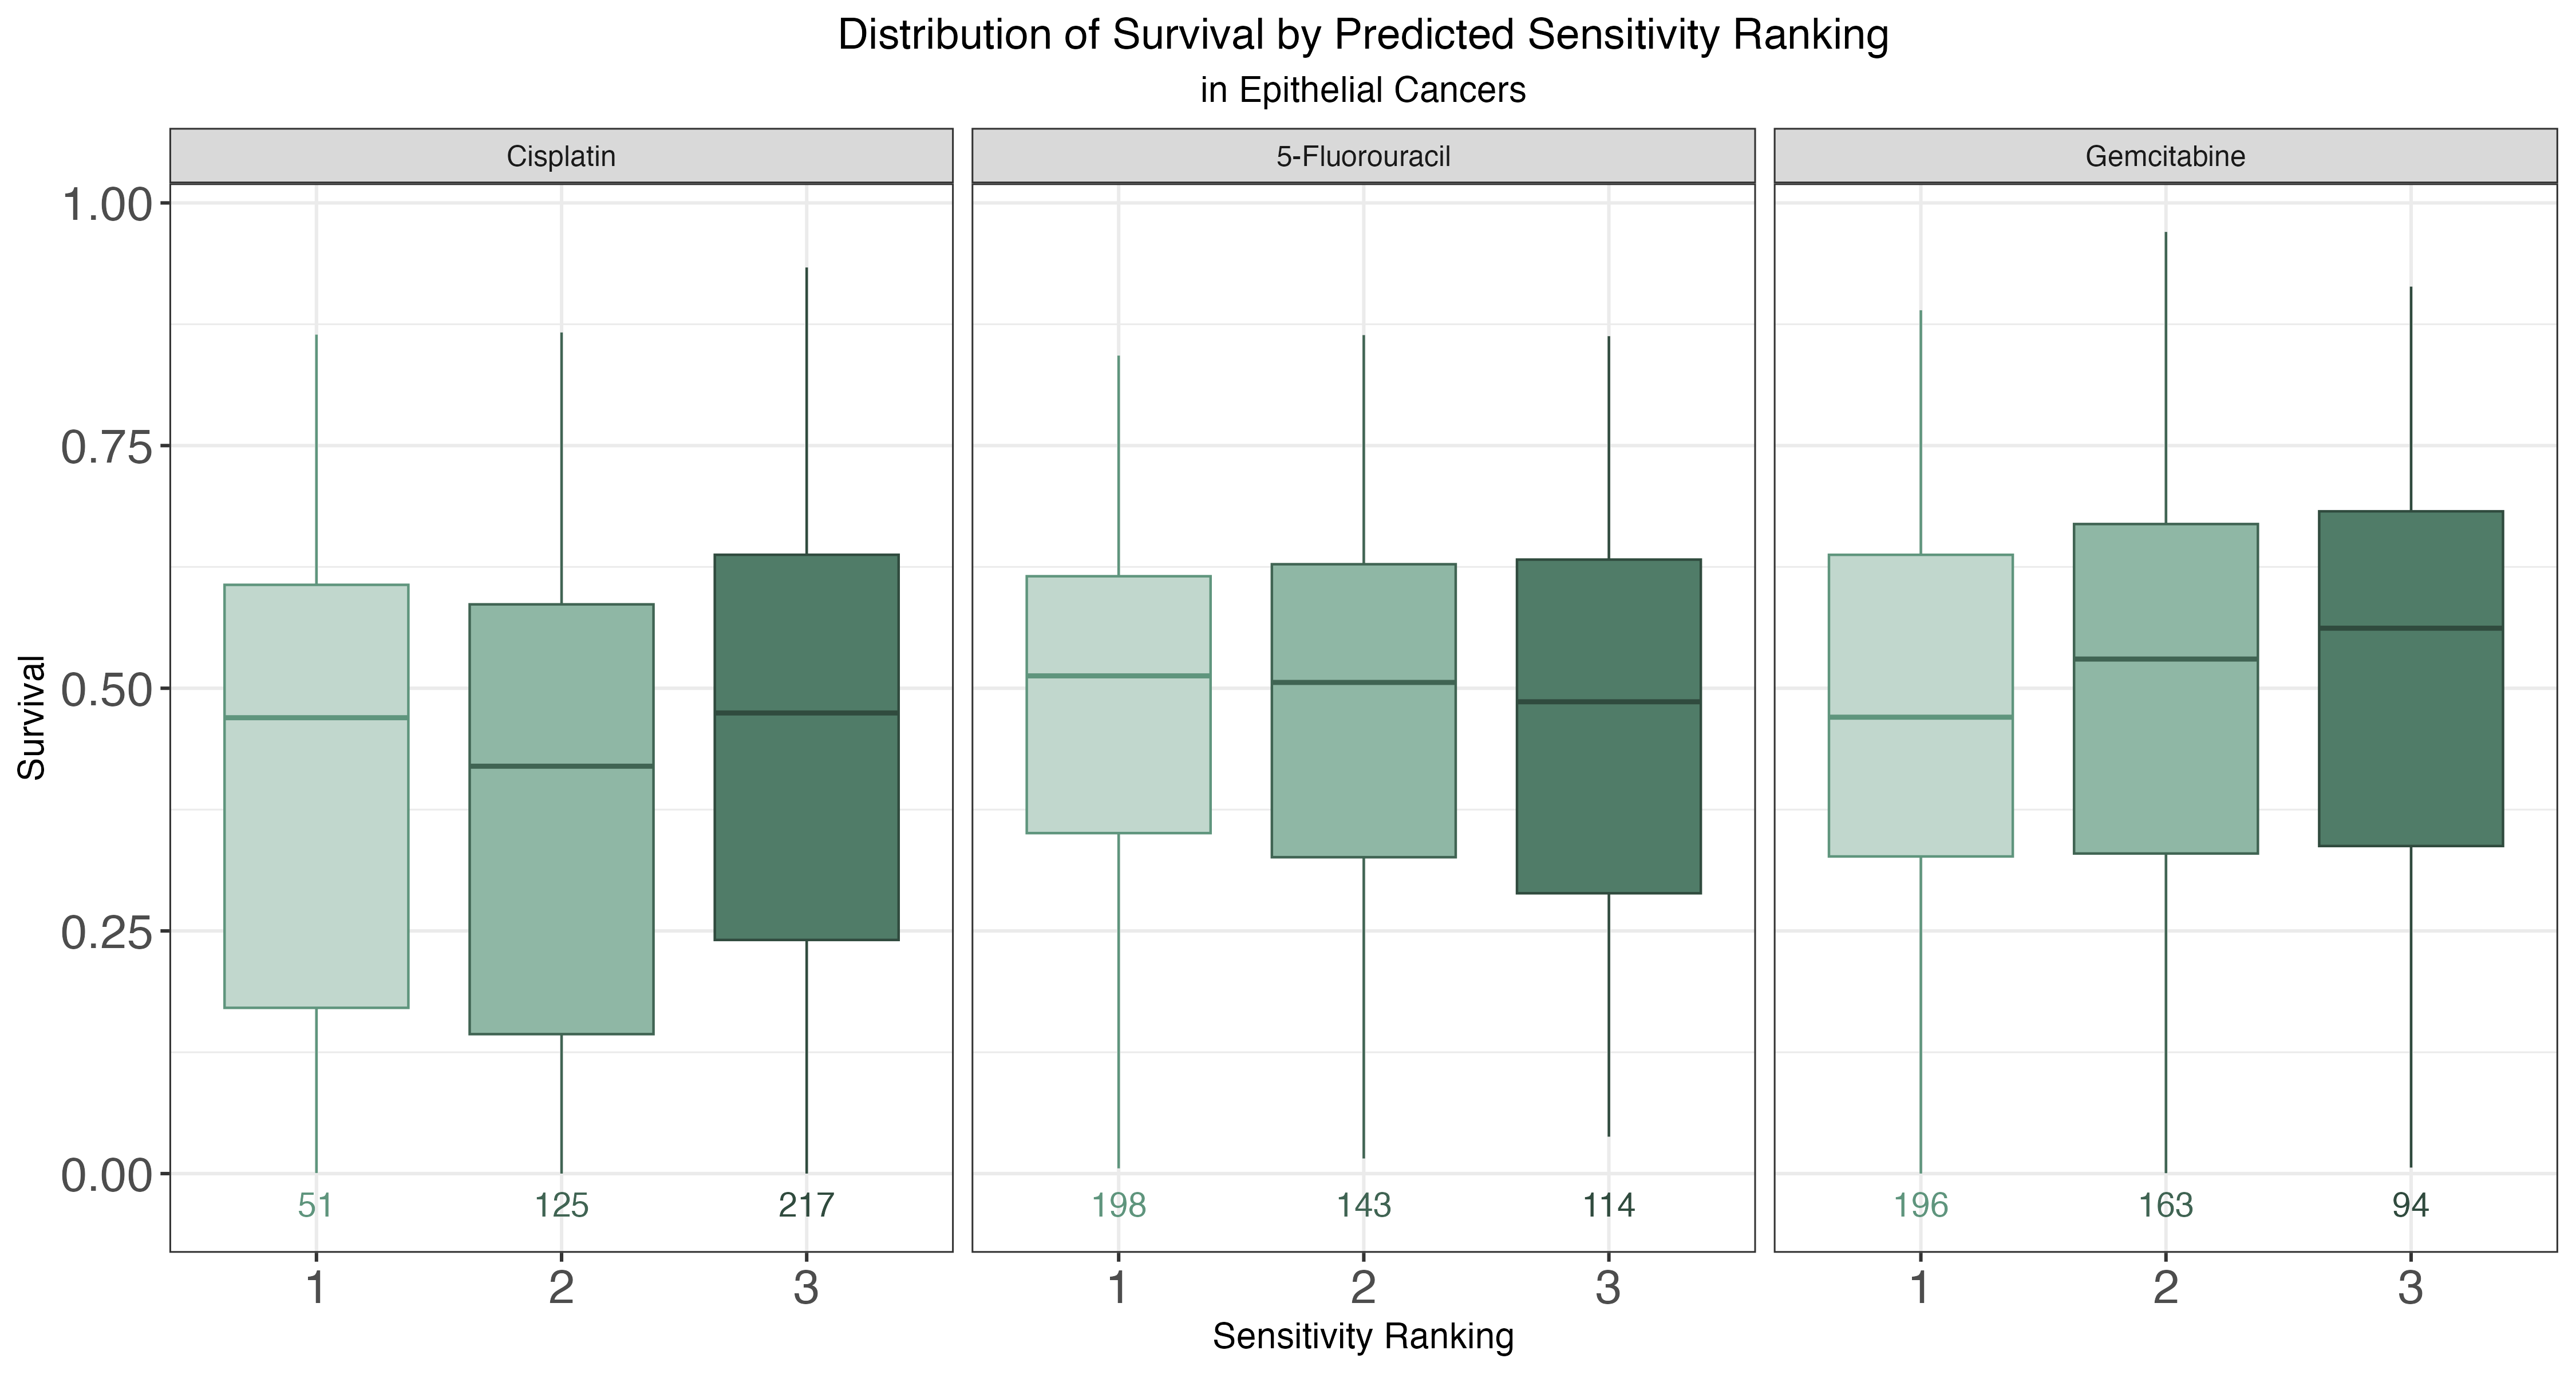 Distribution of Survival by Predicted Sensitivity Ranking
in Epithelial Cancers
Cisplatin 5-Fluorouracil Gemcitabine
1.00
0.75
0.50
0.25
0.00
Survival
51 125 217 198 143 114 196 163 94
1 2 3 1 2 3 1 2 3
Sensitivity Ranking